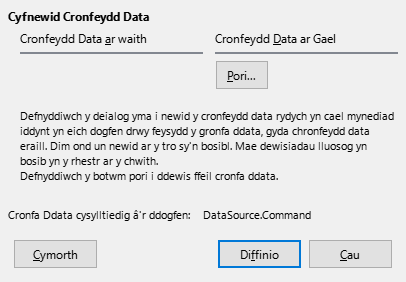 Cyfnewid Cronfeydd Data
Cronfeydd Data ar waith
Cronfeydd Data ar Gael
Pori...
Defnyddiwch y deialog yma i newid y cronfeydd data rydych yn cael mynediad
iddynt yn eich dogfen drwy feysydd y gronfa ddata, gyda chronfeydd data
eraill. Dim ond un newid ar y tro sy'n bosibl. Mae dewisiadau lluosog yn
bosib yn y rhestr ar y chwith.
Defnyddiwch y botwm pori i ddewis ffeil cronfa ddata.
Cronfa Ddata cysylltiedig â'r ddogfen: DataSource.Command
Cymorth
Diffinio
Cau